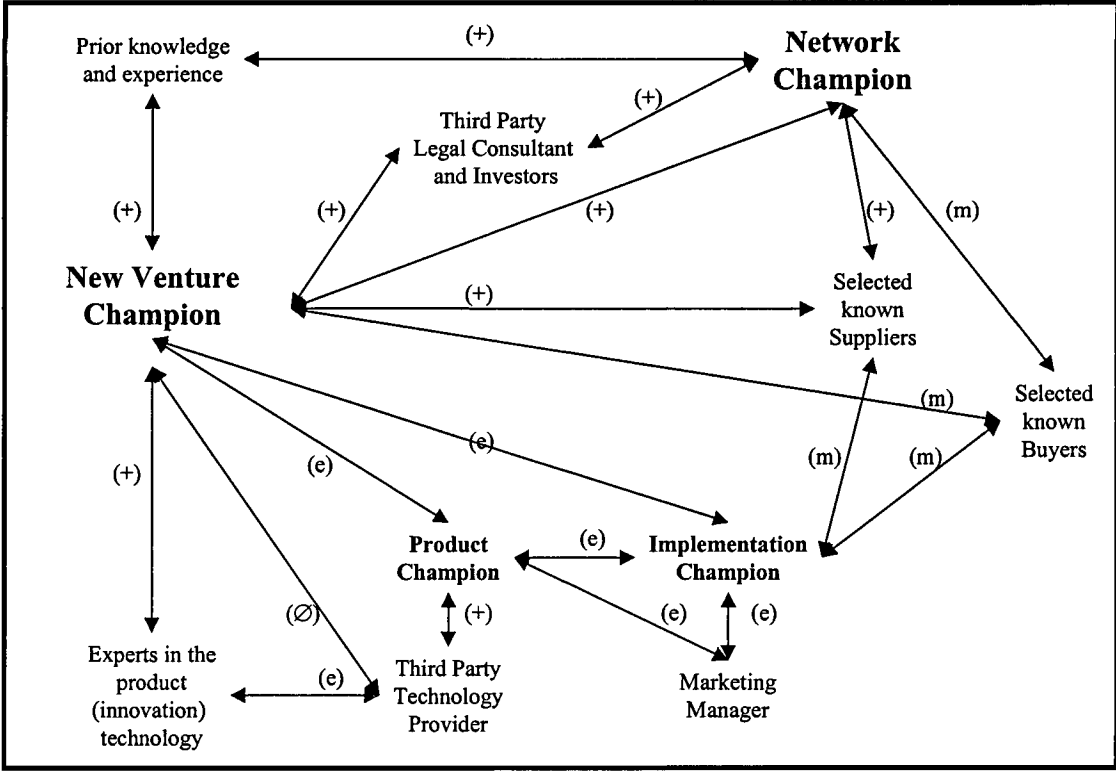 Prior knowledge
and experience
(+)
Network
Champion
(+)
Third Party
Legal Consultant
and Investors
(+)
(+)
(+)
(+)
(m)
New Venture
Champion
(+)
Selected
known
Suppliers
(m)
Selected
known
Buyers
(e)
(+)
(e)
(m)
(m)
Product
Champion
(e)
Implementation
Champion
(Ø)
(+)
(e)
(e)
Experts in the
product
(innovation)
technology
(e)
Third Party
Technology
Provider
Marketing
Manager